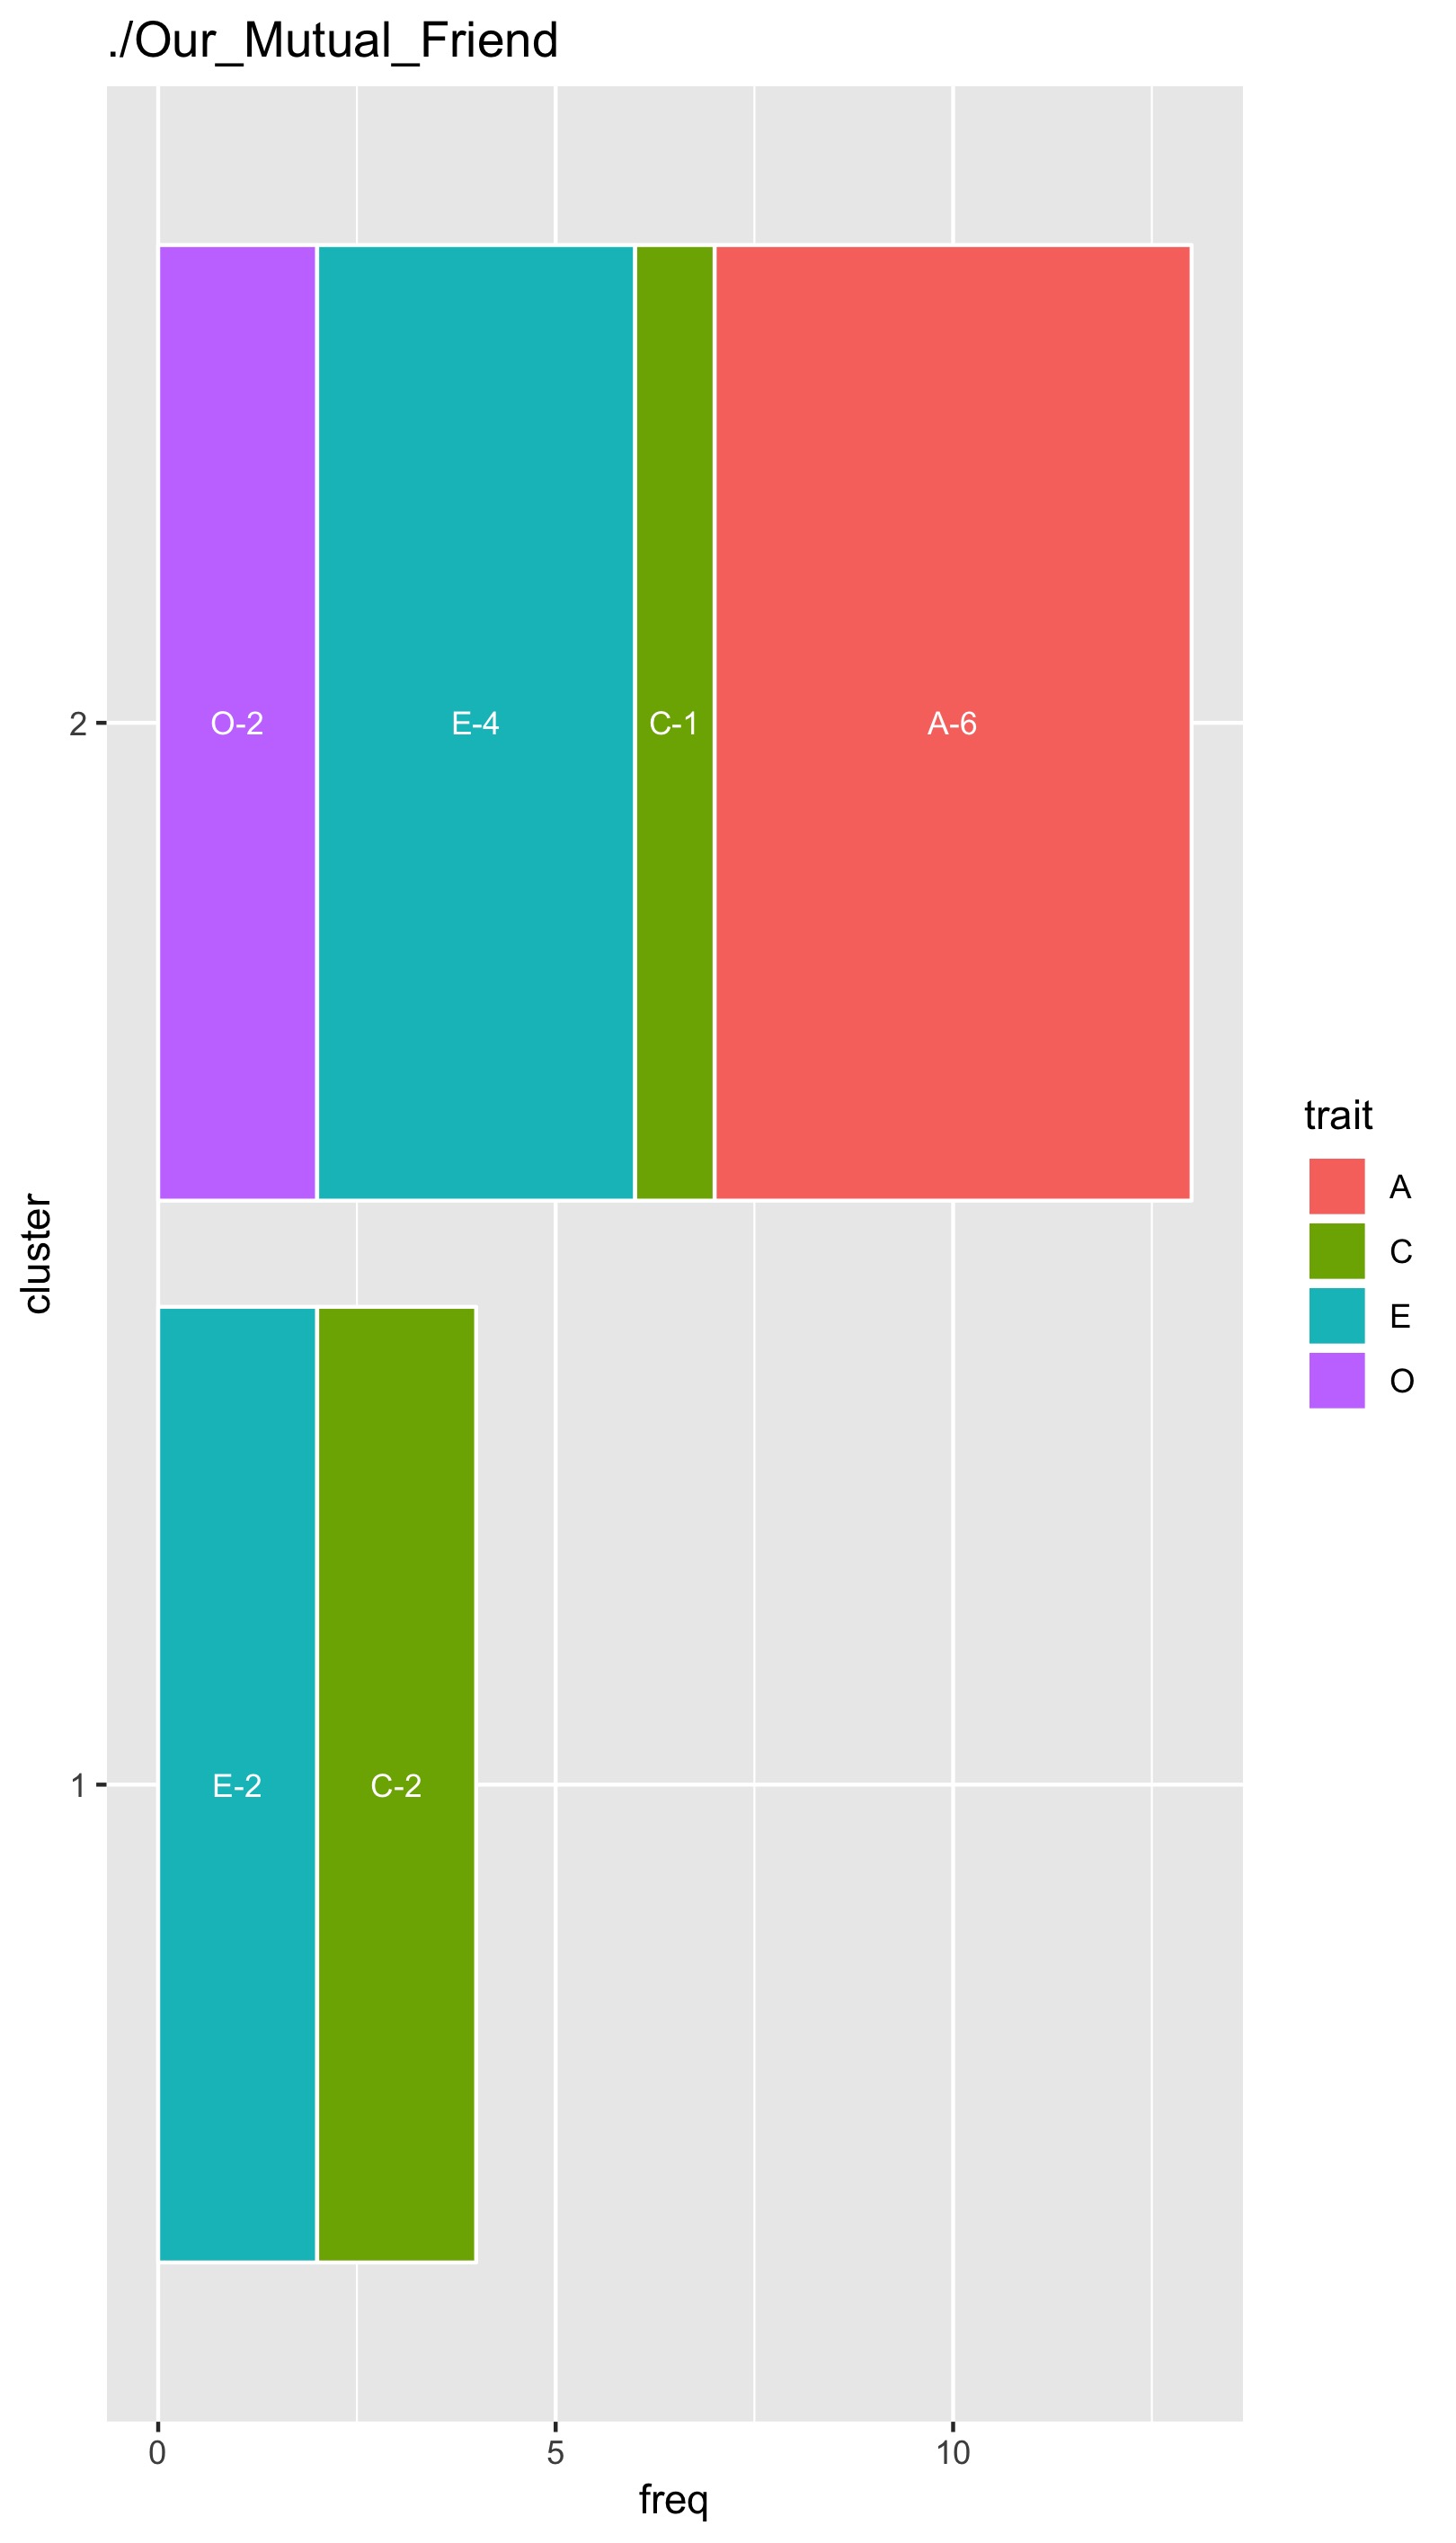 ./Our_Mutual_Friend
cluster
2
O-2 E-4 C-1 A-6
1
E-2 C-2
0 5 10
freq
trait
A
C
E
O